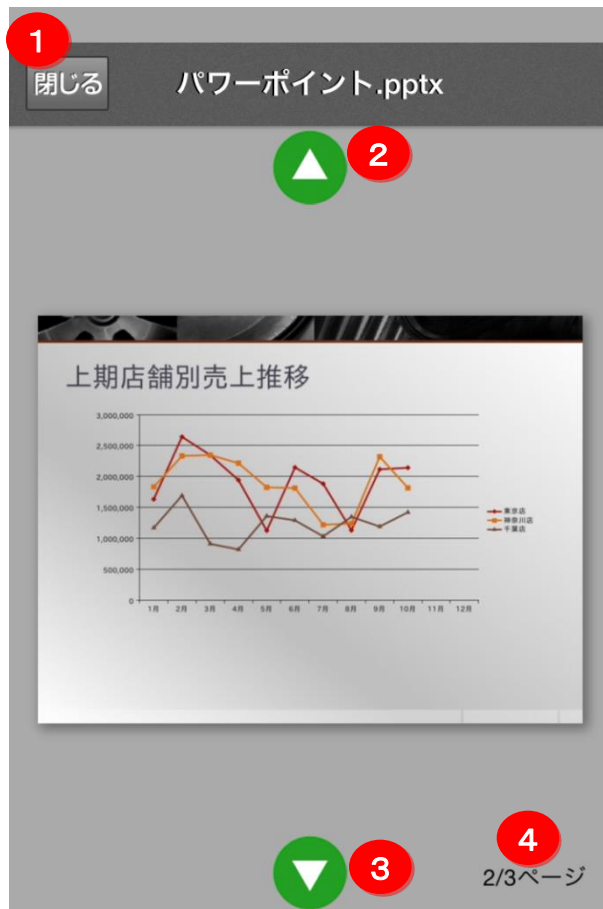 1
閉じる パワーポイント.pptx
2
上期店舗別売上推移
3,000,000
2,500,000
2,000,000
1,500,000
1,000,000
500,000
0
1月 2月 3月 4月 5月 6月 7月 8月 9月 10月 11月 12月
東京店
神奈川店
千葉店
4
3
2/3ページ